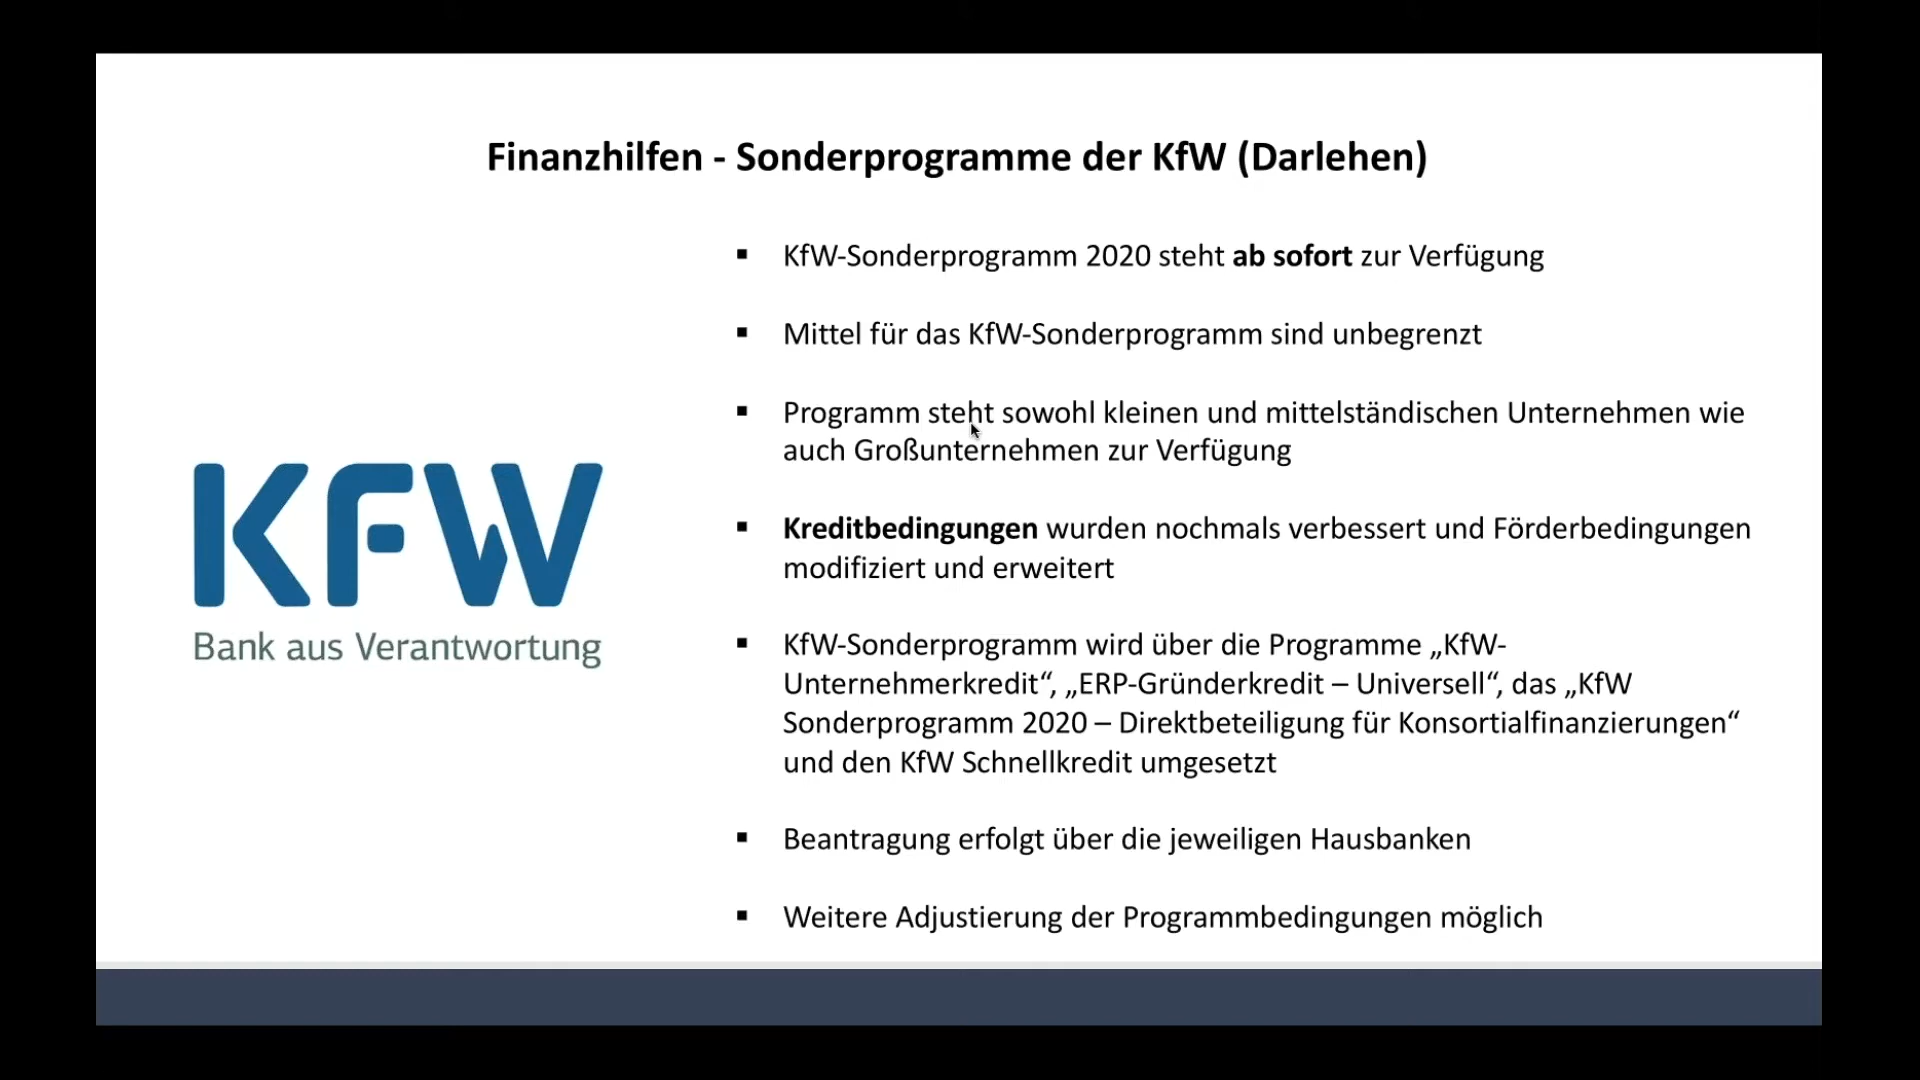 Finanzhilfen - Sonderprogramme der KfW (Darlehen)
▪ KfW-Sonderprogramm 2020 steht ab sofort zur Verfügung
▪ Mittel für das KfW-Sonderprogramm sind unbegrenzt
▪ Programm steht sowohl kleinen und mittelständischen Unternehmen wie
auch Großunternehmen zur Verfügung
▪ Kreditbedingungen wurden nochmals verbessert und Förderbedingungen
modifiziert und erweitert
▪ KfW-Sonderprogramm wird über die Programme „KfW-
Unternehmerkredit“, „ERP-Gründerkredit – Universell“, das „KfW
Sonderprogramm 2020 – Direktbeteiligung für Konsortialfinanzierungen“
und den KfW Schnellkredit umgesetzt
▪ Beantragung erfolgt über die jeweiligen Hausbanken
▪ Weitere Adjustierung der Programmbedingungen möglich
KFW
Bank aus Verantwortung